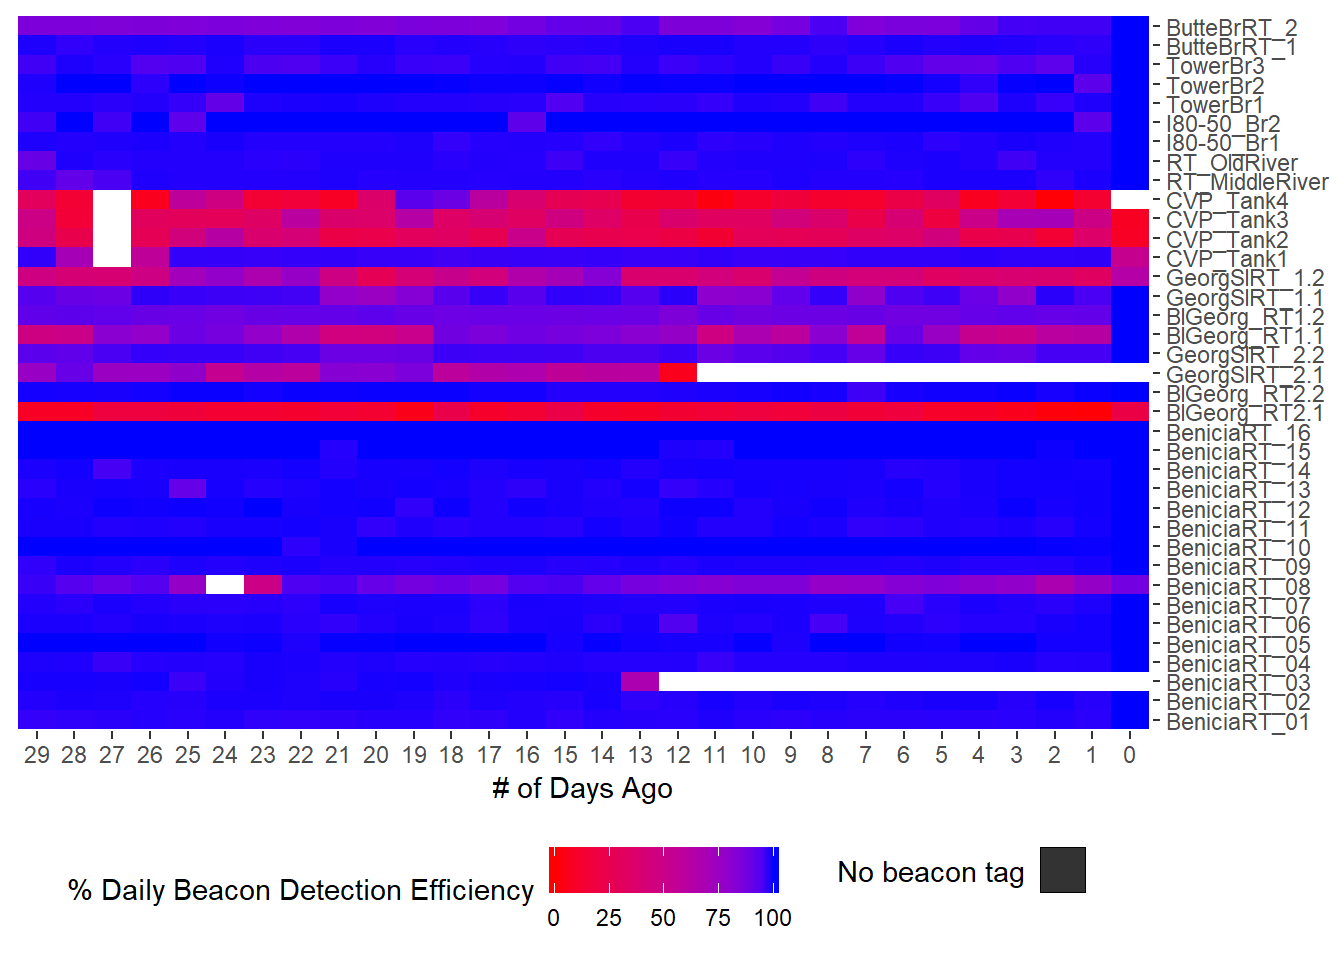 ButteBrRT_2
ButteBrRT_1
TowerBr3
TowerBr2
TowerBr1
I80-50_Br2
I80-50_Br1
RT_OldRiver
RT_MiddleRiver
CVP_Tank4
CVP_Tank3
CVP_Tank2
CVP_Tank1
GeorgSlRT_1.2
GeorgSlRT_1.1
BlGeorg_RT1.2
BlGeorg_RT1.1
GeorgSlRT_2.2
GeorgSlRT_2.1
BlGeorg_RT2.2
BlGeorg_RT2.1
BeniciaRT_16
BeniciaRT_15
BeniciaRT_14
BeniciaRT_13
BeniciaRT_12
BeniciaRT_11
BeniciaRT_10
BeniciaRT_09
BeniciaRT_08
BeniciaRT_07
BeniciaRT_06
BeniciaRT_05
BeniciaRT_04
BeniciaRT_03
BeniciaRT_02
BeniciaRT_01
29 28 27 26 25 24 23 22 21 20 19 18 17 16 15 14 13 12 11 10 9 8 7 6 5 4 3 2 1 0
# of Days Ago
% Daily Beacon Detection Efficiency
0 25 50 75 100
No beacon tag